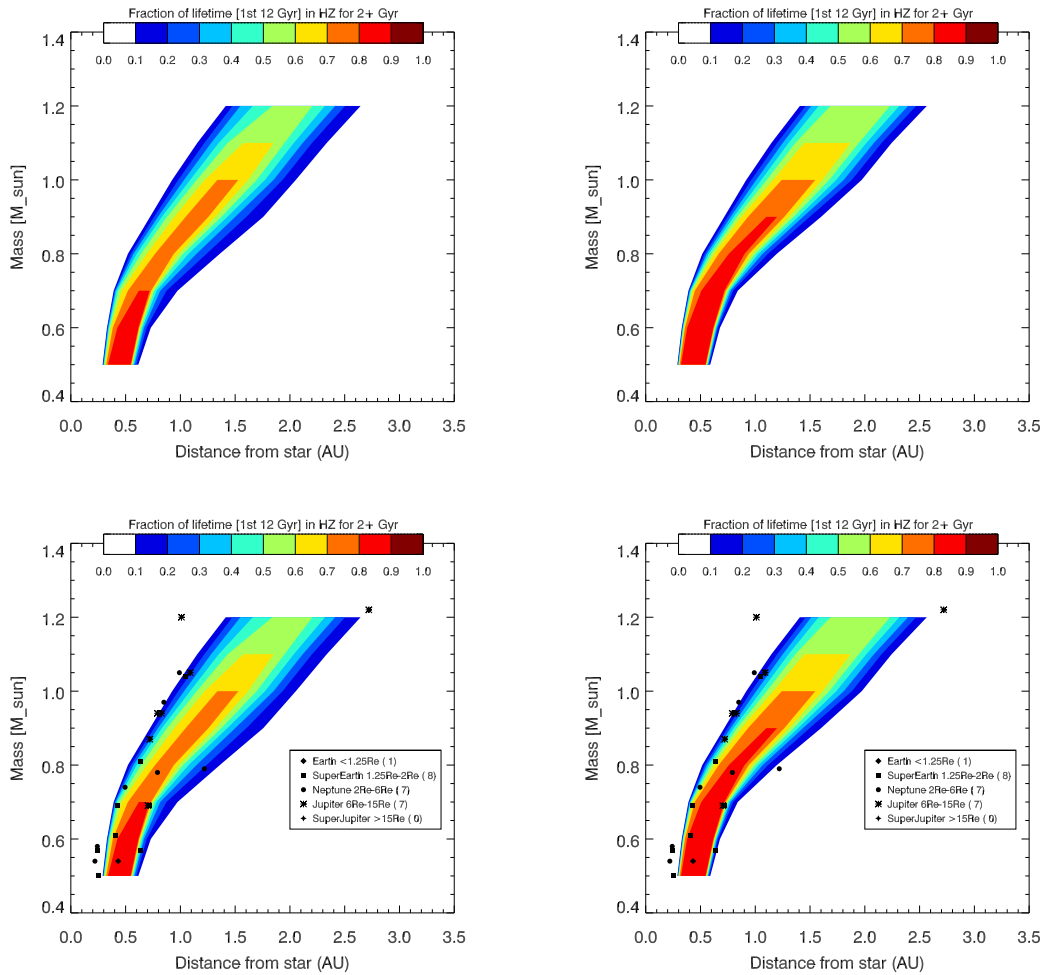 Fraction of lifetime [1st 12 Gyr] in HZ for 2+ Gyr
0.0 0.1 0.2 0.3 0.4 0.5 0.6 0.7 0.8 0.9 1.0
1.4
1.2
1.0
0.8
0.6
0.4
Mass [M_sun]
0.0 0.5 1.0 1.5 2.0 2.5 3.0 3.5
Distance from star (AU)
Fraction of lifetime [1st 12 Gyr] in HZ for 2+ Gyr
0.0 0.1 0.2 0.3 0.4 0.5 0.6 0.7 0.8 0.9 1.0
1.4
1.2
1.0
0.8
0.6
0.4
Mass [M_sun]
0.0 0.5 1.0 1.5 2.0 2.5 3.0 3.5
Distance from star (AU)
Fraction of lifetime [1st 12 Gyr] in HZ for 2+ Gyr
0.0 0.1 0.2 0.3 0.4 0.5 0.6 0.7 0.8 0.9 1.0
1.4
1.2
1.0
0.8
0.6
0.4
Mass [M_sun]
Earth <1.25Re ( 1)
SuperEarth 1.25Re-2Re ( 8)
Neptune 2Re-6Re ( 7)
Jupiter 6Re-15Re ( 7)
SuperJupiter >15Re ( 0)
0.0 0.5 1.0 1.5 2.0 2.5 3.0 3.5
Distance from star (AU)
Fraction of lifetime [1st 12 Gyr] in HZ for 2+ Gyr
0.0 0.1 0.2 0.3 0.4 0.5 0.6 0.7 0.8 0.9 1.0
1.4
1.2
1.0
0.8
0.6
0.4
Mass [M_sun]
Earth <1.25Re ( 1)
SuperEarth 1.25Re-2Re ( 8)
Neptune 2Re-6Re ( 7)
Jupiter 6Re-15Re ( 7)
SuperJupiter >15Re ( 0)
0.0 0.5 1.0 1.5 2.0 2.5 3.0 3.5
Distance from star (AU)